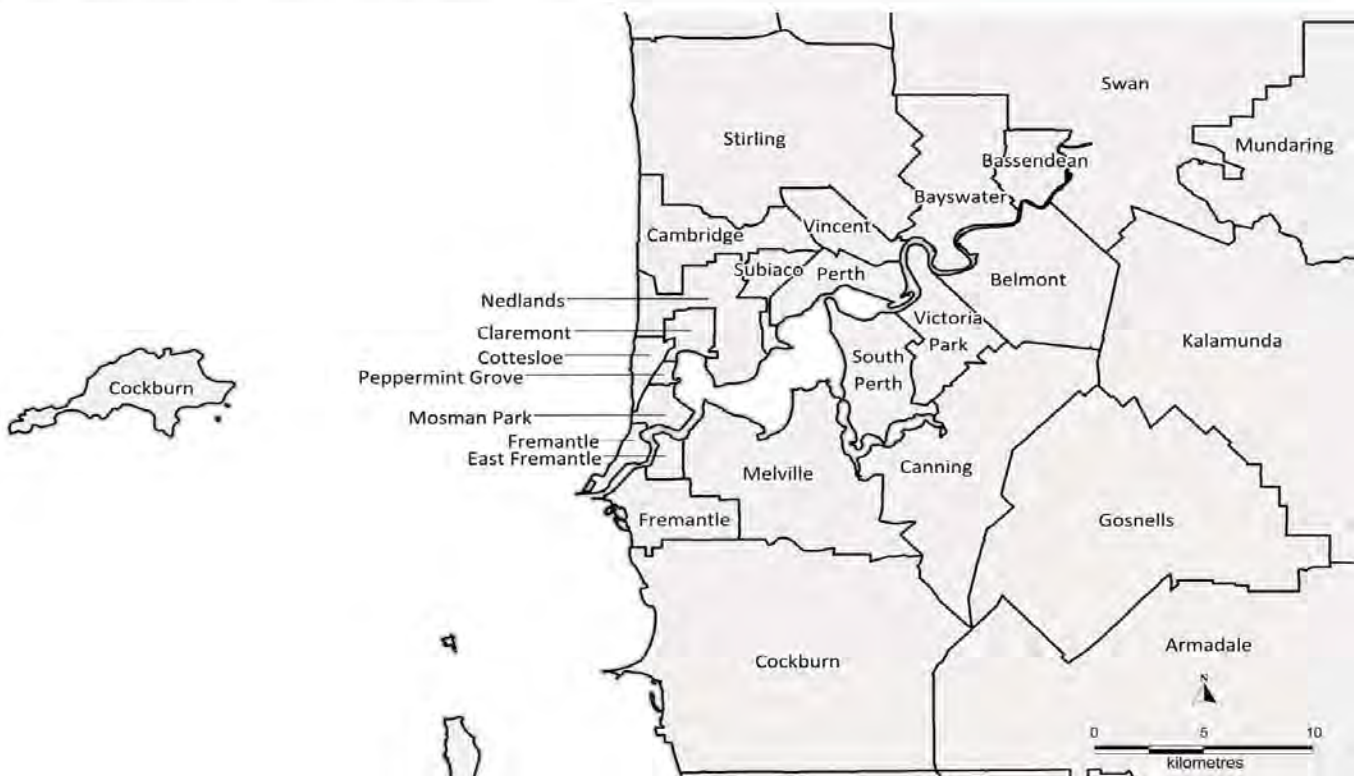 Swan
Stirling
Mundaring
Bassendean
Bayswater
Vincent
Cambridge
Subiaco
Perth
Belmont
Nedlands
Victoria
Park
Claremont
Kalamunda
Cottesloe
South
Perth
Peppermint Grove
Cockburn
Mosman Park
Fremantle
East Fremantle
Canning
Melville
Fremantle
Gosnells
Armadale
Cockburn
N
0 5 10
kilometres